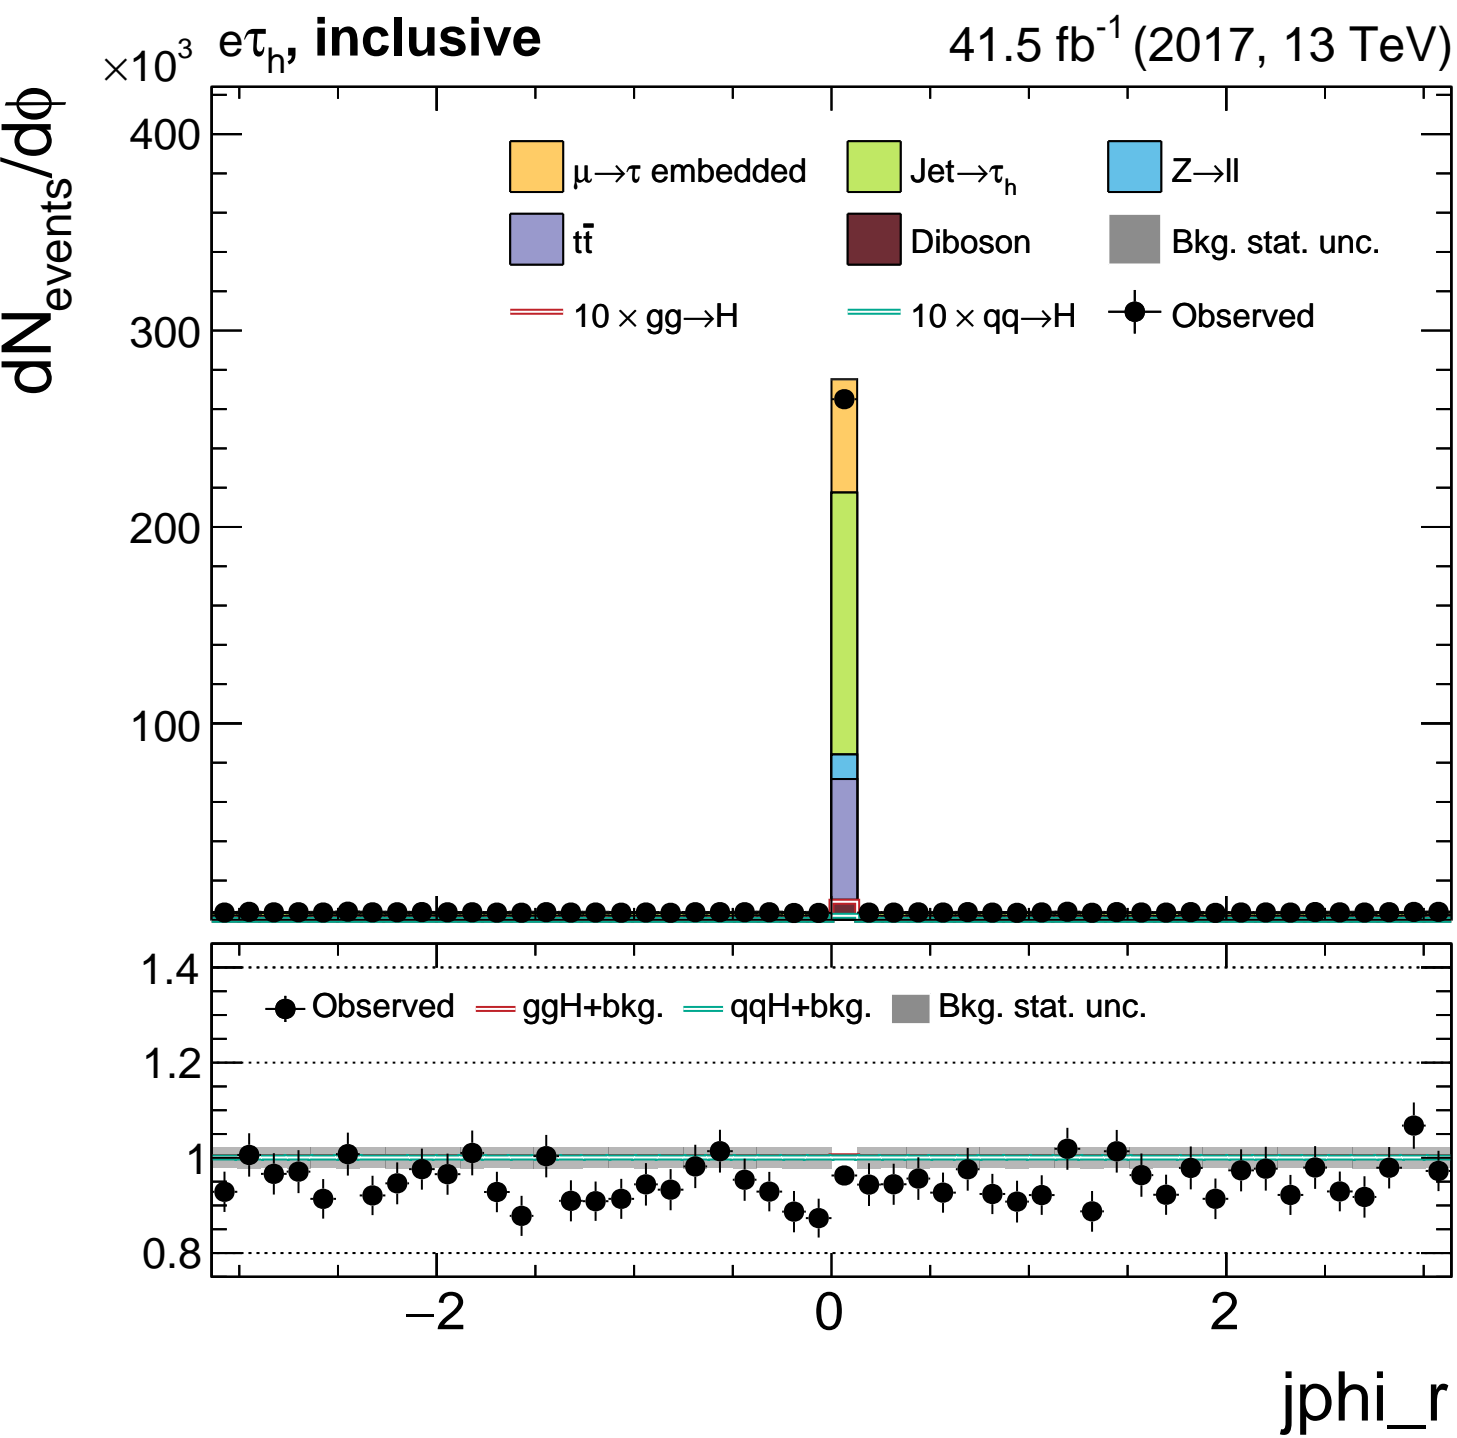 ×10³ eτₕ, inclusive 41.5 fb⁻¹ (2017, 13 TeV)
dN_events/dϕ
400
300
200
100
μ→τ embedded Jet→τₕ Z→ll
tt̄ Diboson Bkg. stat. unc.
10 × gg→H 10 × qq→H Observed
1.4
1.2
1
0.8
Observed ggH+bkg. qqH+bkg. Bkg. stat. unc.
−2 0 2
jphi_r